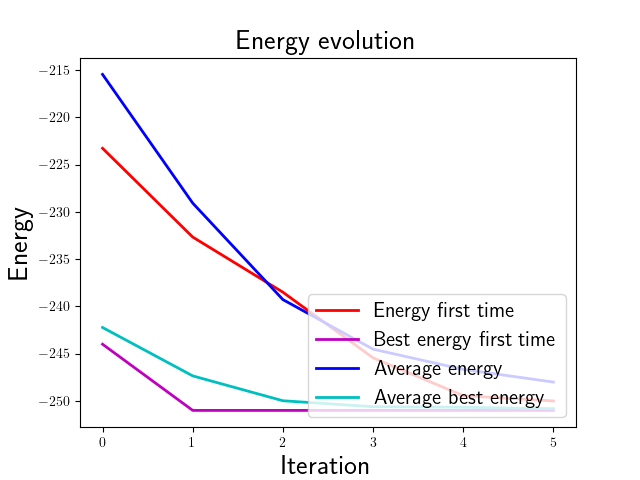 Energy evolution
Energy
−215
−220
−225
−230
−235
−240
−245
−250
Energy first time
Best energy first time
Average energy
Average best energy
0 1 2 3 4 5
Iteration